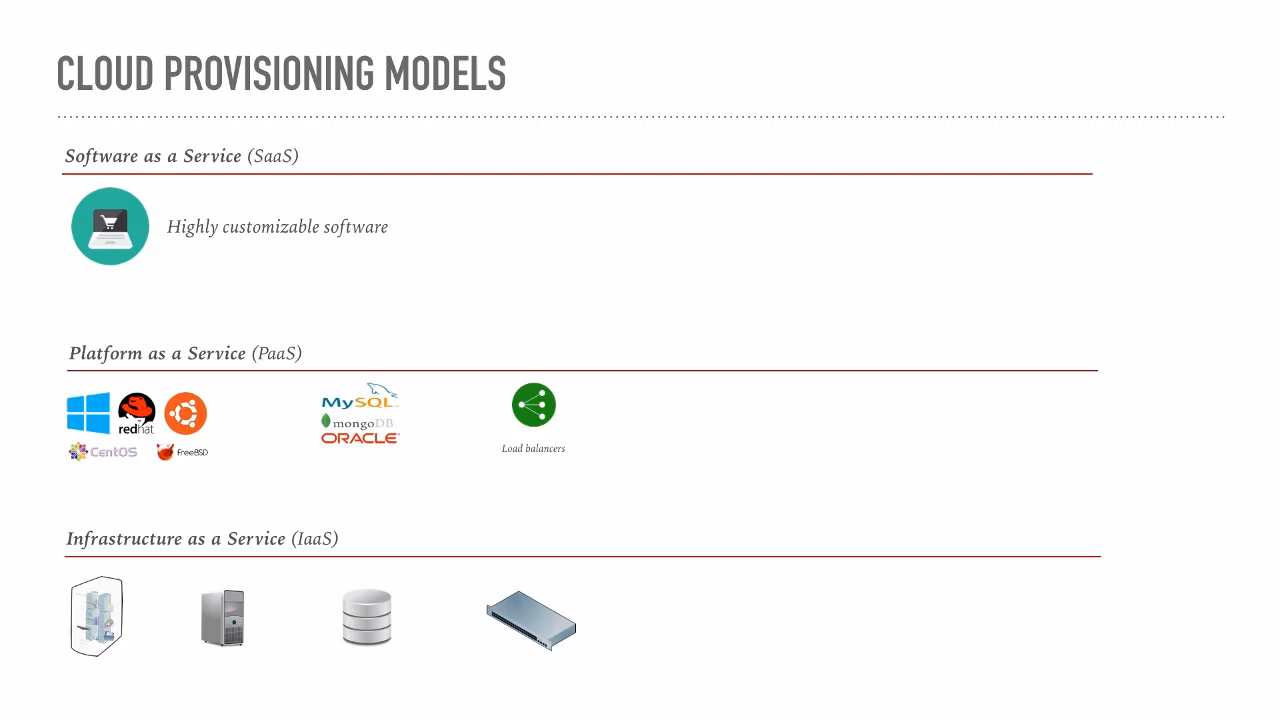 CLOUD PROVISIONING MODELS
Software as a Service (SaaS)
Highly customizable software
Platform as a Service (PaaS)
redhat
CentOS
FreeBSD
MySQL
mongoDB
ORACLE
Load balancers
Infrastructure as a Service (IaaS)